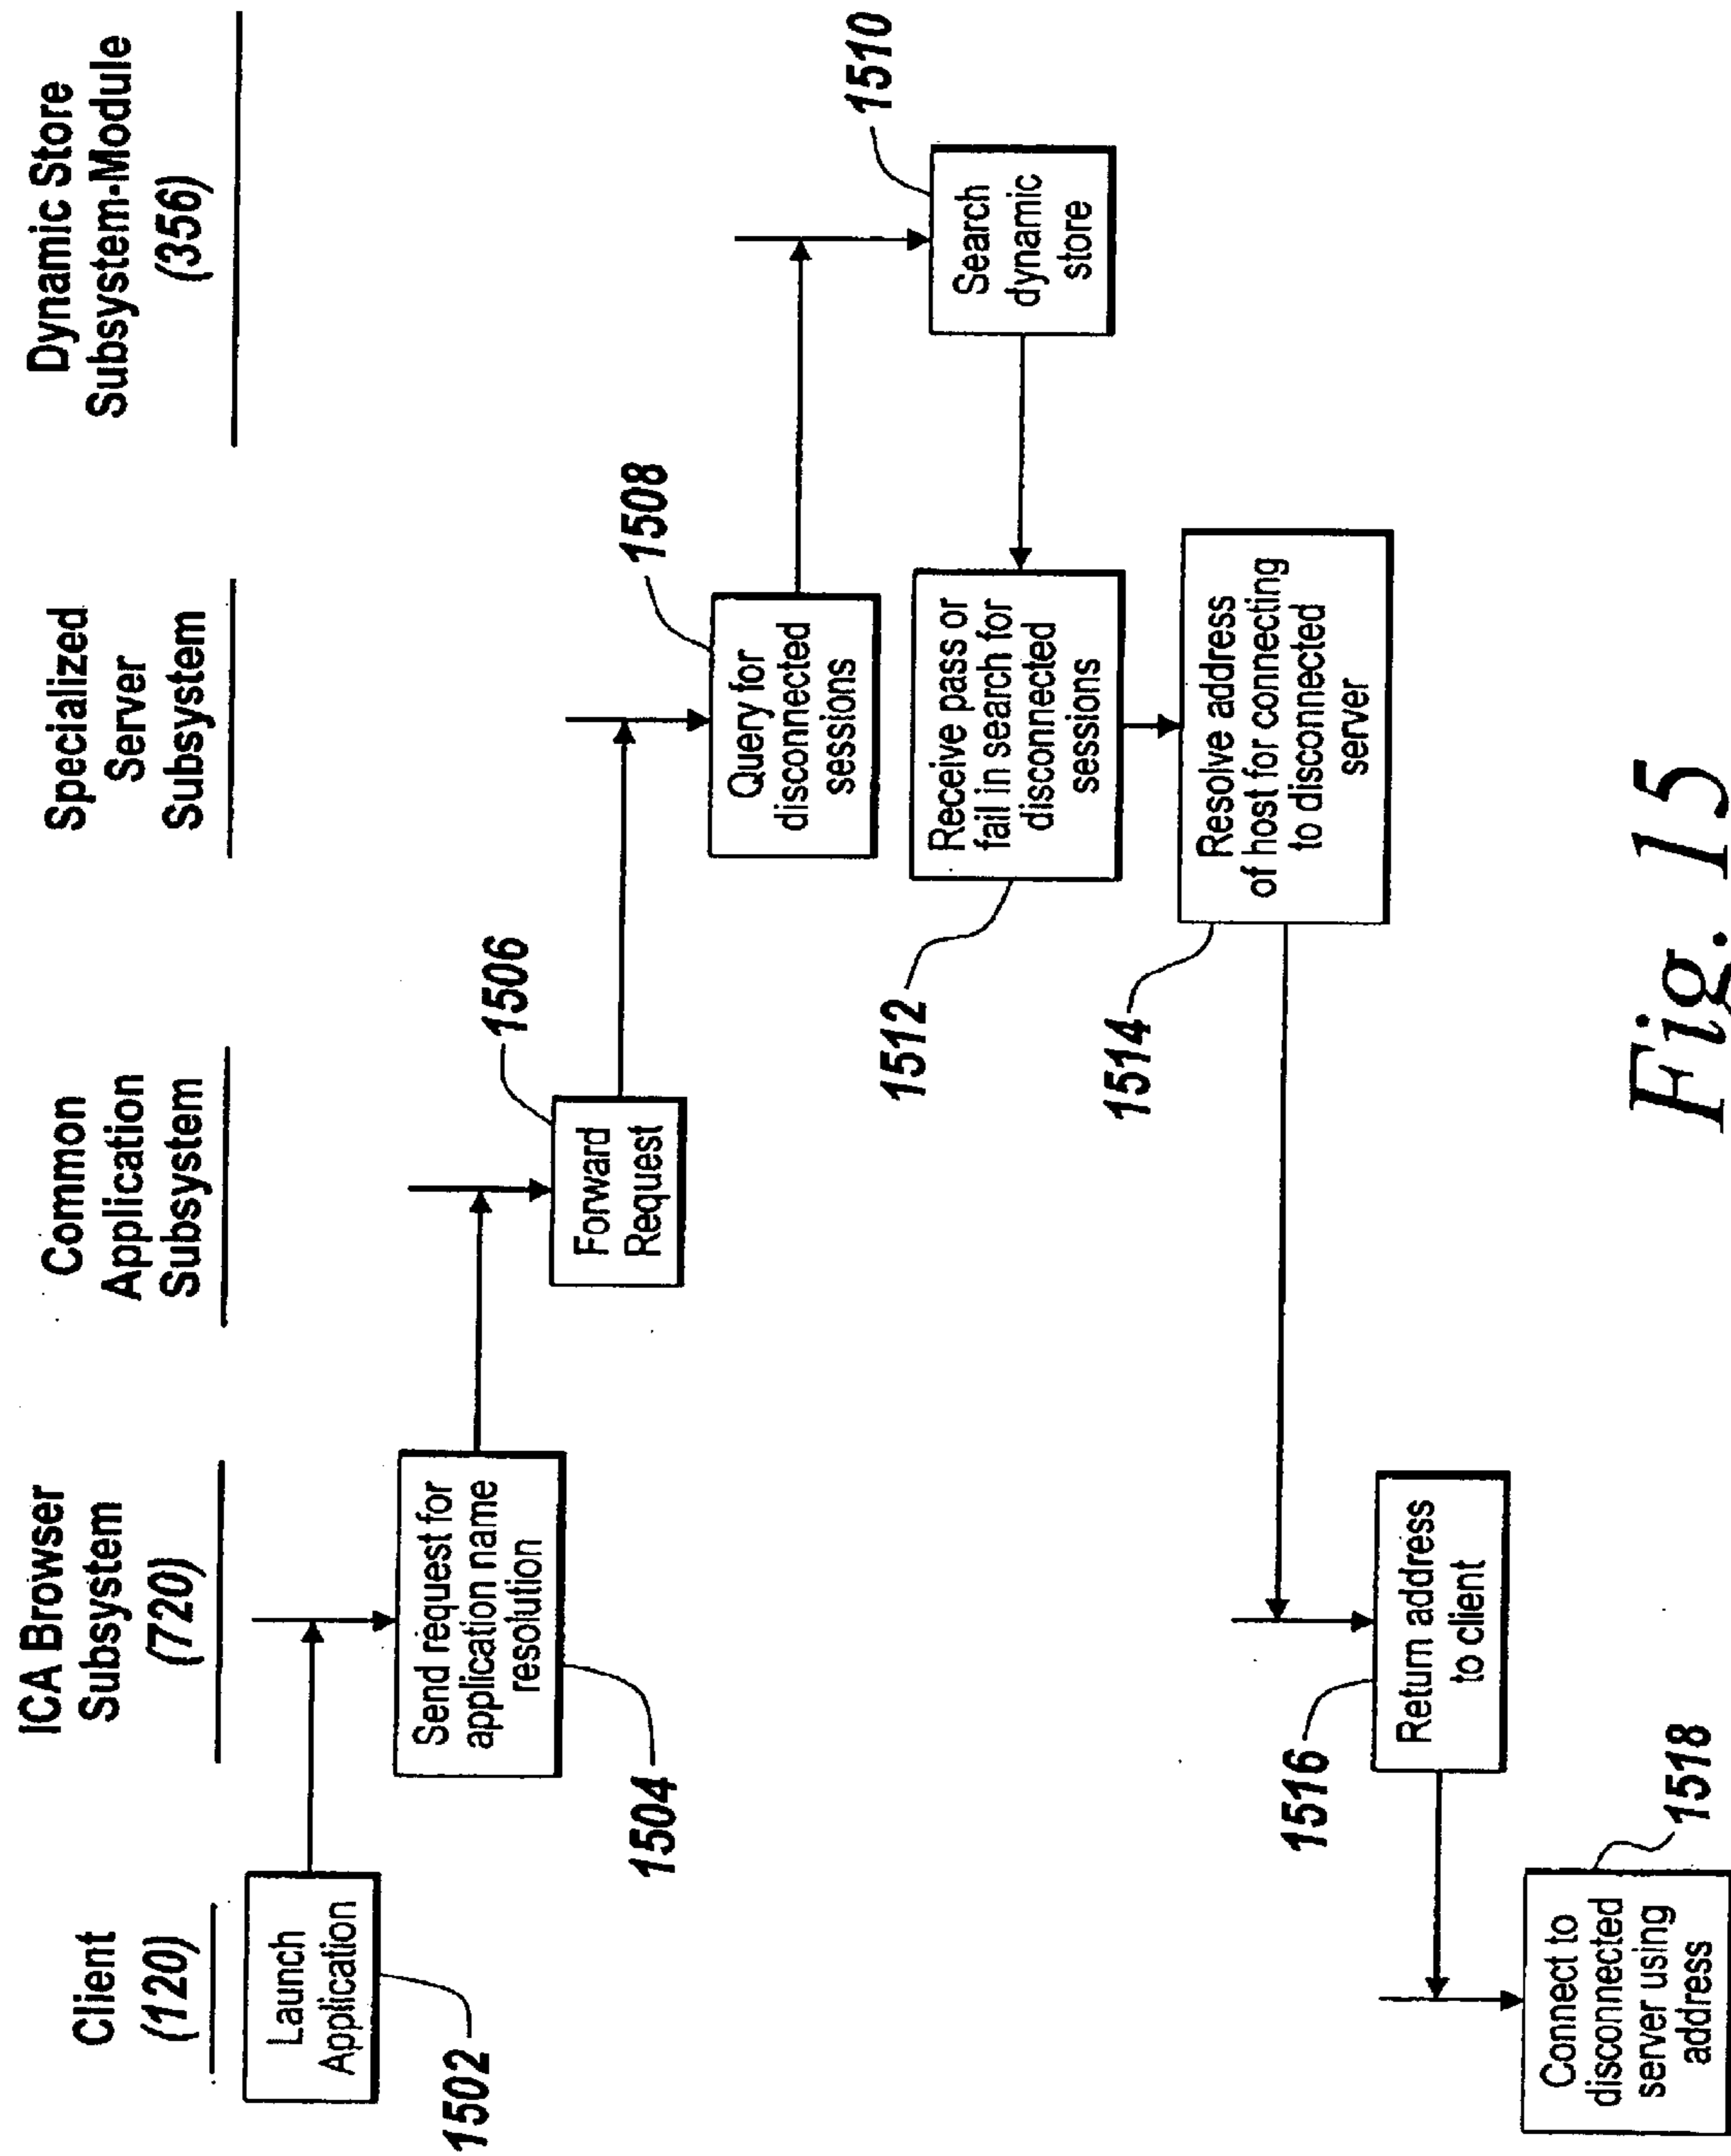 Client
(120)
ICA Browser
Subsystem
(720)
Common
Application
Subsystem
Specialized
Server
Subsystem
Dynamic Store
Subsystem-Module
(356)
Launch
Application
1502
Send request for
application name
resolution
1504
Forward
Request
1506
Query for
disconnected
sessions
1508
Search
dynamic
store
1510
Receive pass or
fail in search for
disconnected
sessions
1512
Resolve address
of host for connecting
to disconnected
server
1514
Return address
to client
1516
Connect to
disconnected
server using
address
1518
Fig. 15